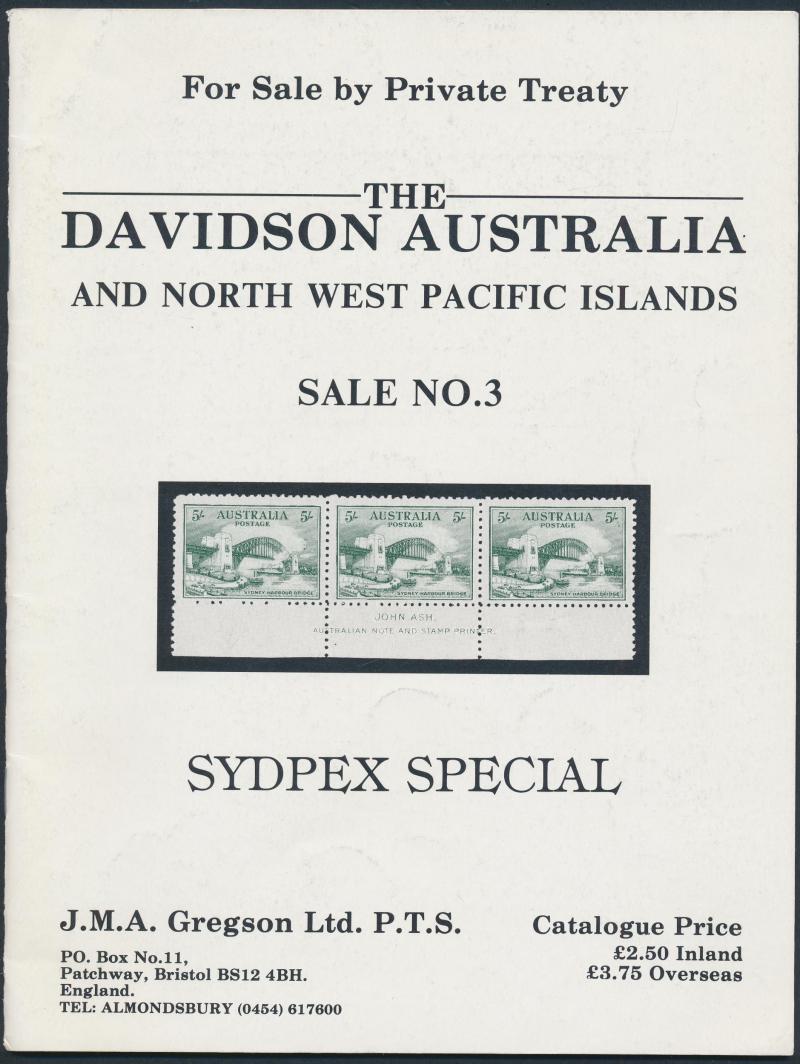 For Sale by Private Treaty
THE
DAVIDSON AUSTRALIA
AND NORTH WEST PACIFIC ISLANDS
SALE NO.3
5/- AUSTRALIA 5/- 5/- AUSTRALIA 5/- 5/- AUSTRALIA 5/-
POSTAGE POSTAGE POSTAGE
SYDNEY HARBOUR BRIDGE SYDNEY HARBOUR BRIDGE SYDNEY HARBOUR BRIDGE
JOHN ASH.
AUSTRALIAN NOTE AND STAMP PRINTER.
SYDPEX SPECIAL
J.M.A. Gregson Ltd. P.T.S.
PO. Box No.11,
Patchway, Bristol BS12 4BH.
England.
TEL: ALMONDSBURY (0454) 617600
Catalogue Price
£2.50 Inland
£3.75 Overseas